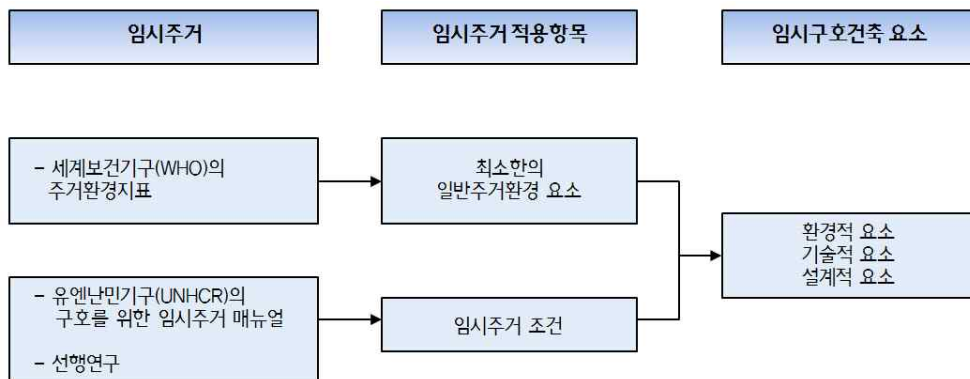 임시주거
임시주거 적용항목
임시구호건축 요소
- 세계보건기구(WHO)의
주거환경지표
최소한의
일반주거환경 요소
환경적 요소
기술적 요소
설계적 요소
- 유엔난민기구(UNHCR)의
구호를 위한 임시주거 매뉴얼
- 선행연구
임시주거 조건